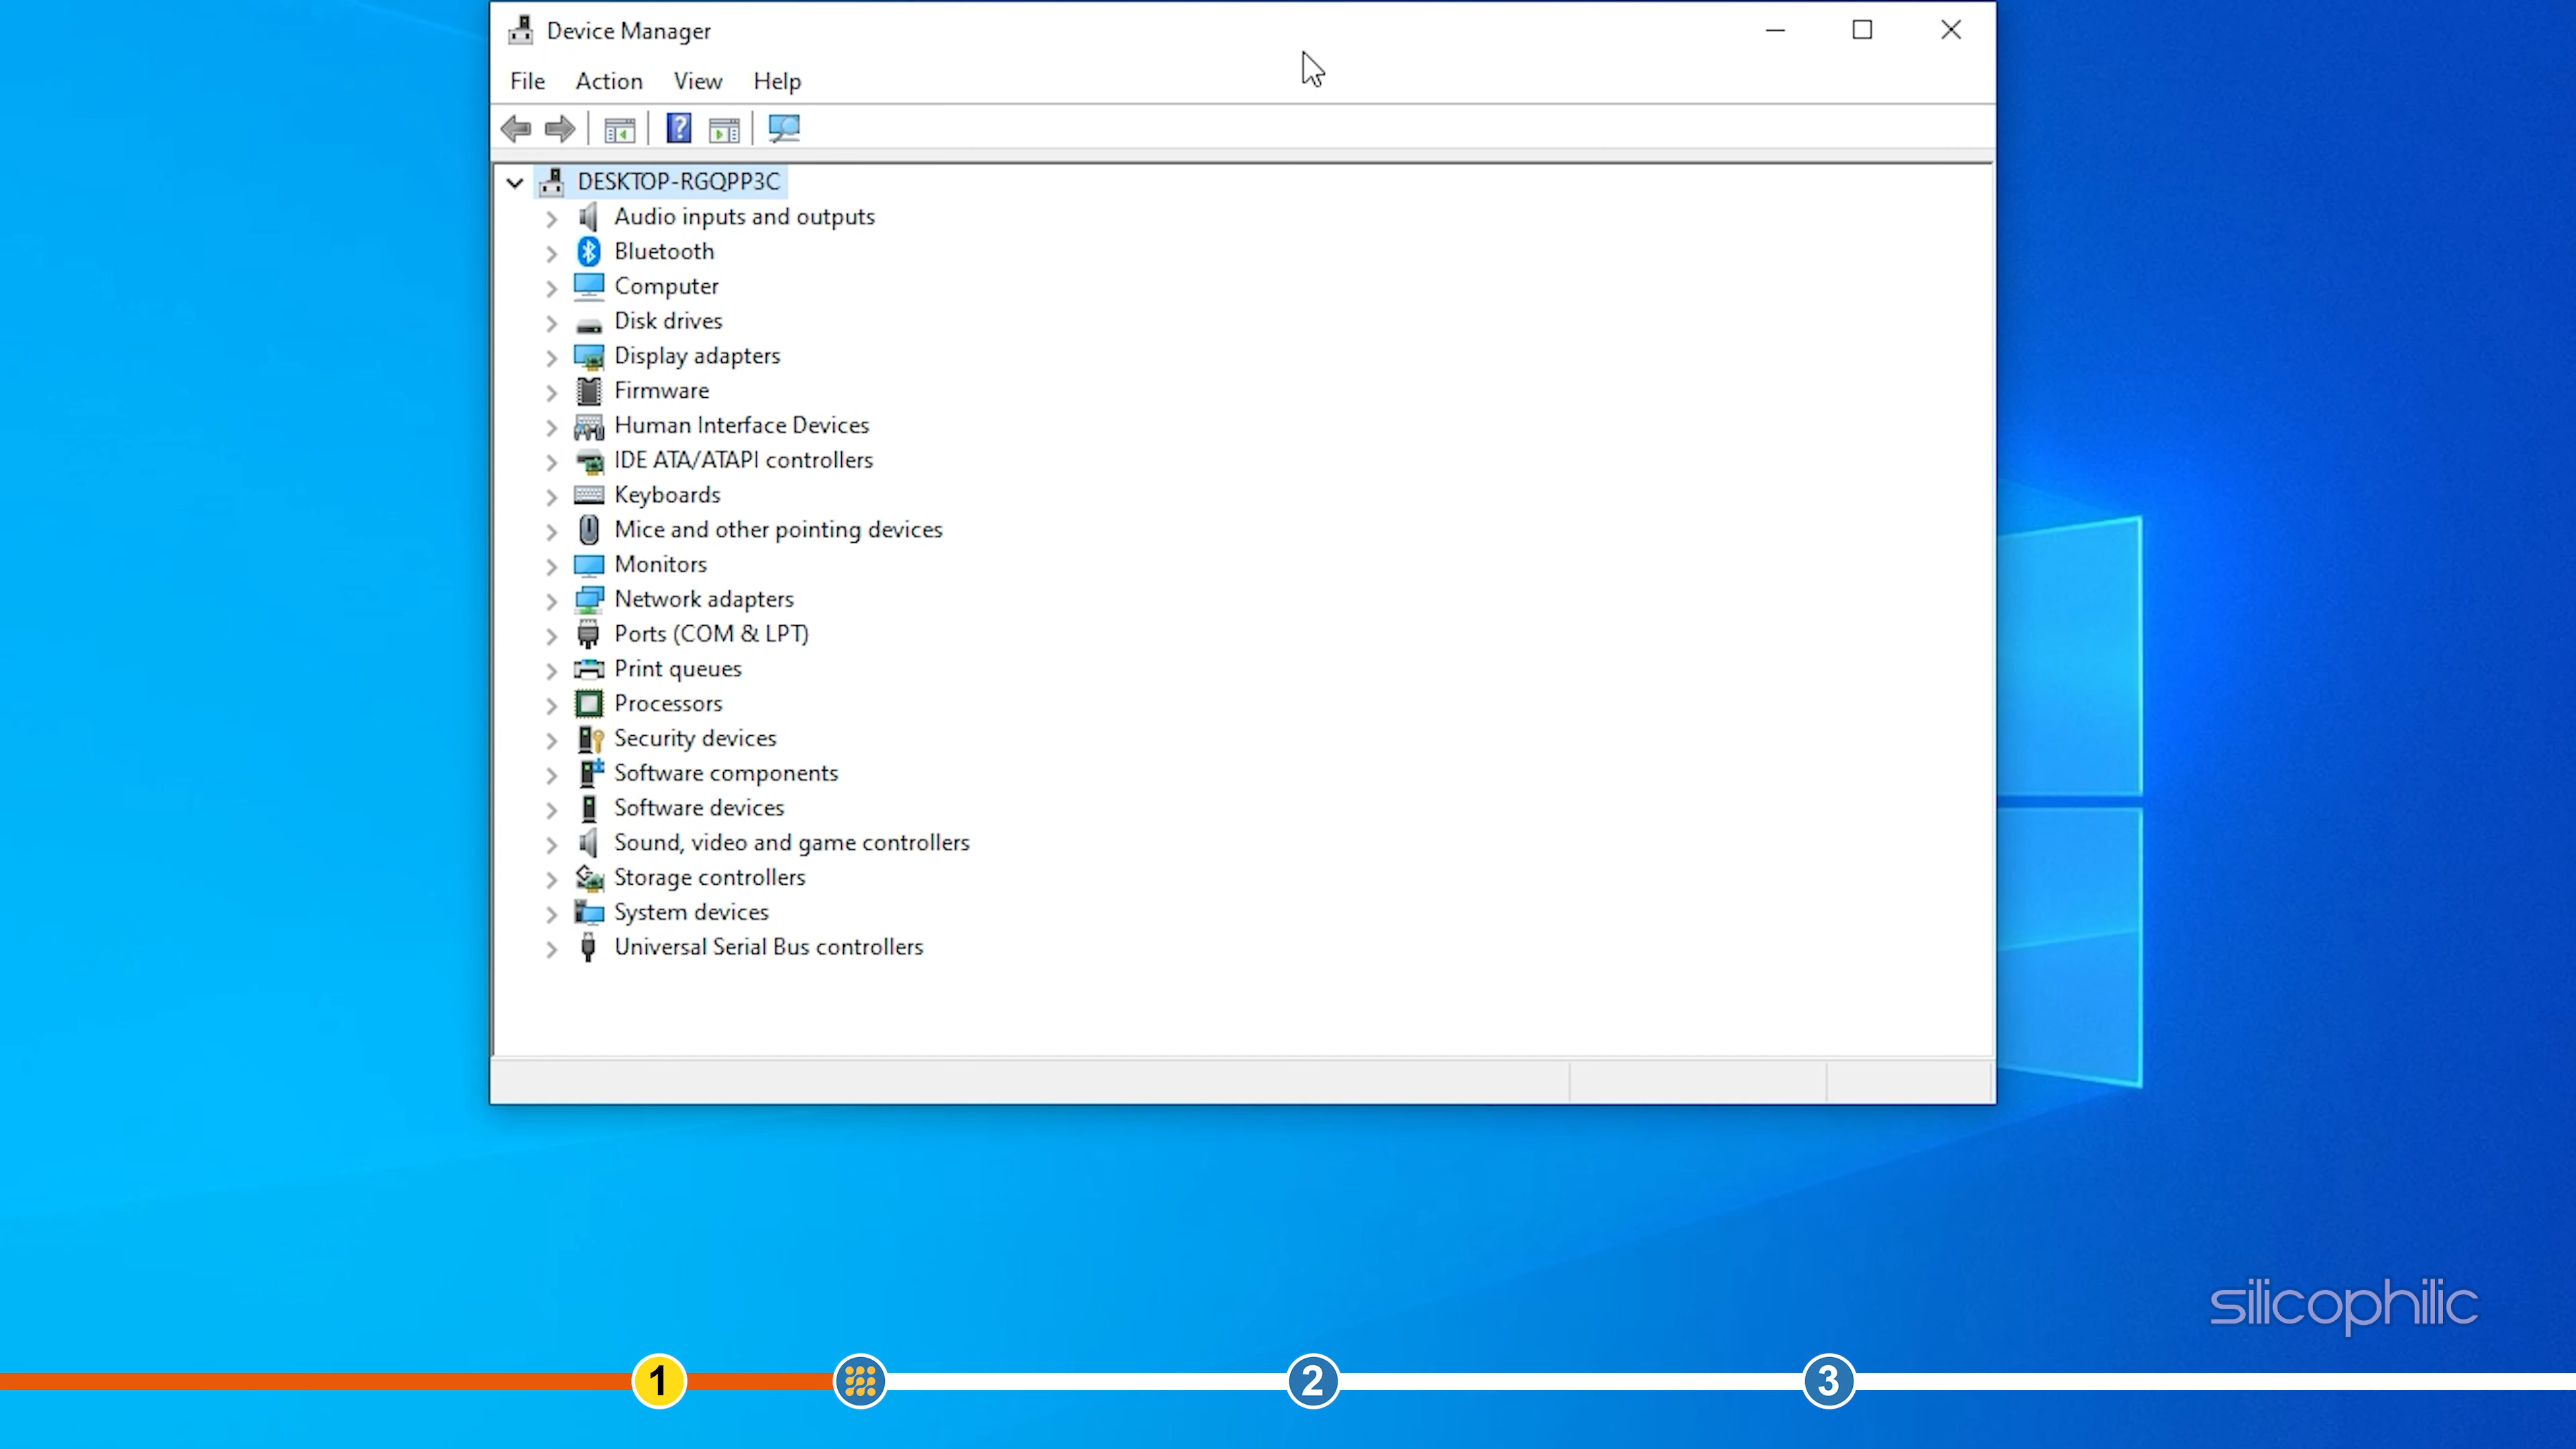 Device Manager
File Action View Help
DESKTOP-RGQPP3C
Audio inputs and outputs
Bluetooth
Computer
Disk drives
Display adapters
Firmware
Human Interface Devices
IDE ATA/ATAPI controllers
Keyboards
Mice and other pointing devices
Monitors
Network adapters
Ports (COM & LPT)
Print queues
Processors
Security devices
Software components
Software devices
Sound, video and game controllers
Storage controllers
System devices
Universal Serial Bus controllers
silicophilic
1 2 3